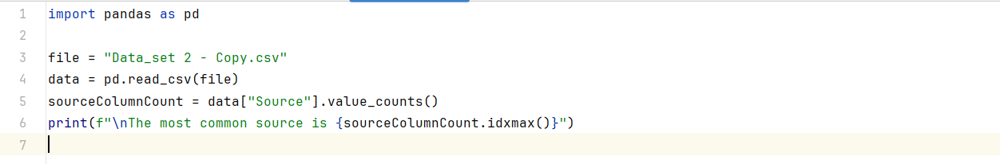 1 import pandas as pd
2
3 file = "Data_set 2 - Copy.csv"
4 data = pd.read_csv(file)
5 sourceColumnCount = data["Source"].value_counts()
6 print(f"\nThe most common source is {sourceColumnCount.idxmax()}")
7